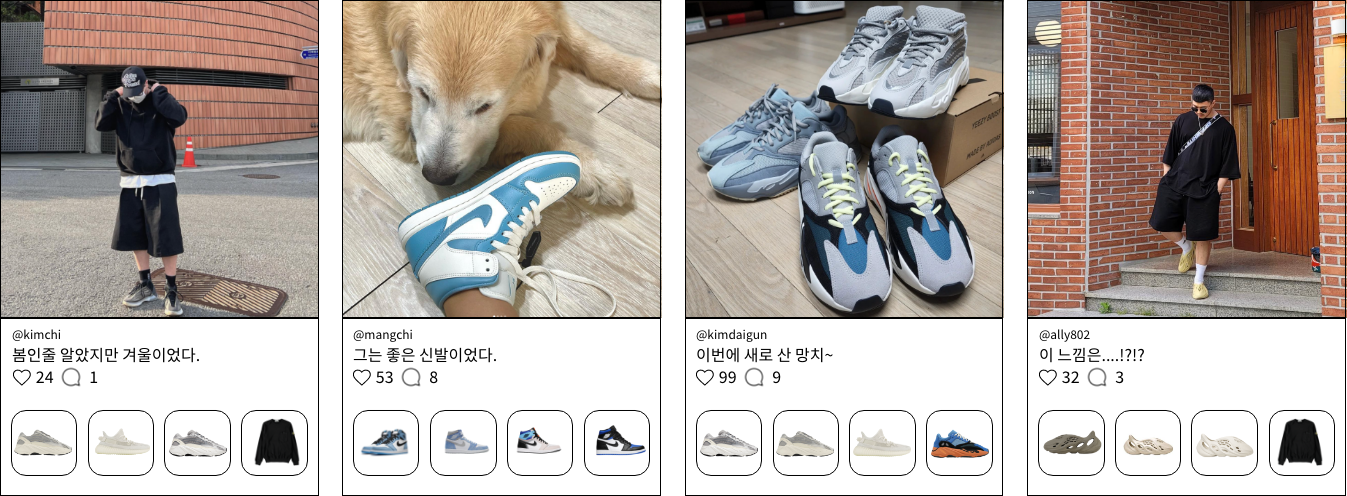 @kimchi
봄인줄 알았지만 겨울이었다.
24 1
@mangchi
그는 좋은 신발이었다.
53 8
YEEZY BOOST
@kimdaigun
이번에 새로 산 망치~
99 9
@ally802
이 느낌은....!?!?
32 3